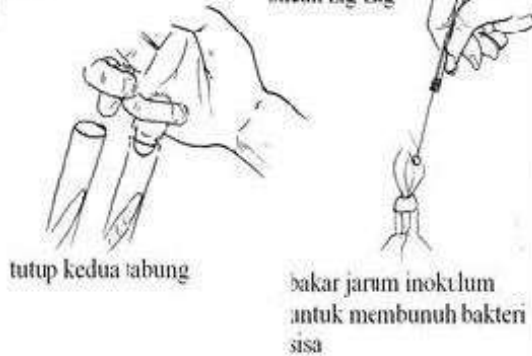 tutup kedua tabung
bakar jarum inokulum
untuk membunuh bakteri
sisa